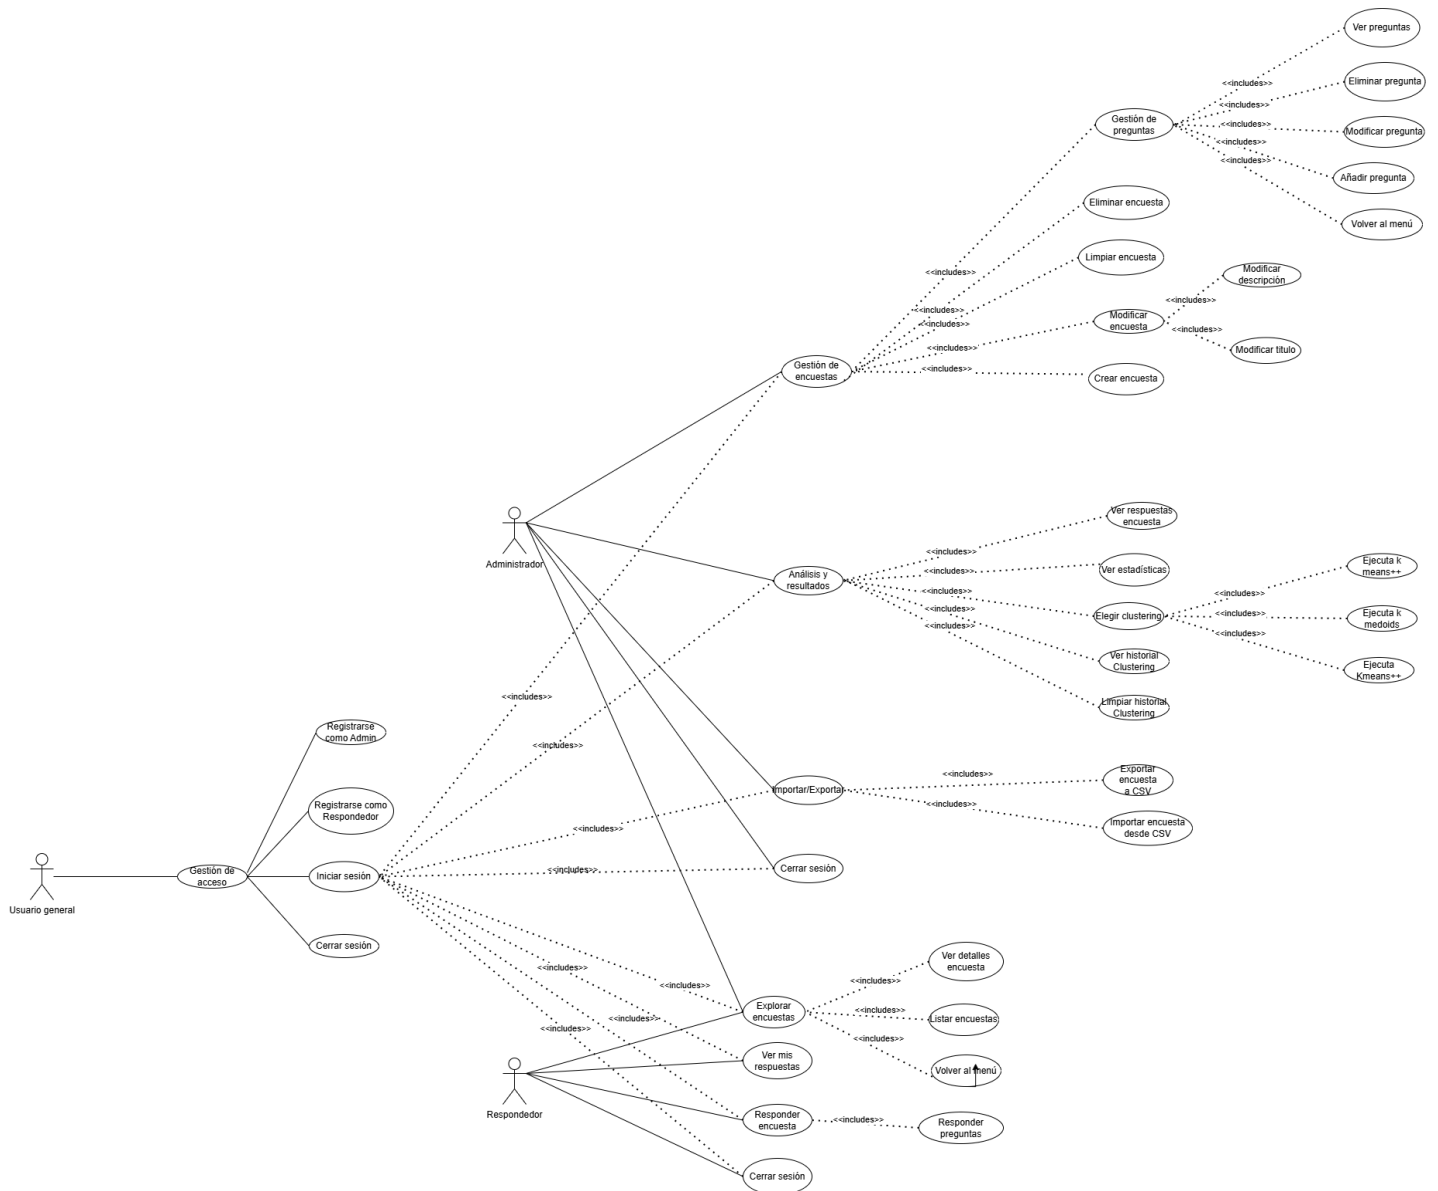 Ver preguntas
<<includes>>
Eliminar pregunta
<<includes>>
Gestión de
preguntas
<<includes>>
Modificar pregunta
<<includes>>
<<includes>>
Añadir pregunta
Volver al menú
Eliminar encuesta
Limpiar encuesta
<<includes>>
Modificar
descripción
<<includes>>
<<includes>>
<<includes>>
Modificar
encuesta
<<includes>>
<<includes>>
Modificar titulo
Gestión de
encuestas
<<includes>>
Crear encuesta
Administrador
Ver respuestas
encuesta
<<includes>>
Análisis y
resultados
<<includes>>
Ver estadísticas
<<includes>>
Elegir clustering
<<includes>>
Ejecuta k
means++
<<includes>>
Ejecuta k
medoids
<<includes>>
Ejecuta
Kmeans++
<<includes>>
<<includes>>
Ver historial
Clustering
Limpiar historial
Clustering
<<includes>>
<<includes>>
Registrarse
como Admin
Importar/Exportar
<<includes>>
Exportar
encuesta
a CSV
<<includes>>
Importar encuesta
desde CSV
Registrarse como
Respondedor
<<includes>>
Usuario general
Gestión de
acceso
Iniciar sesión
<<includes>>
Cerrar sesión
Cerrar sesión
<<includes>>
<<includes>>
<<includes>>
<<includes>>
Explorar
encuestas
<<includes>>
Ver detalles
encuesta
<<includes>>
Listar encuestas
<<includes>>
Volver al menú
Respondedor
Ver mis
respuestas
Responder
encuesta
<<includes>>
Responder
preguntas
Cerrar sesión